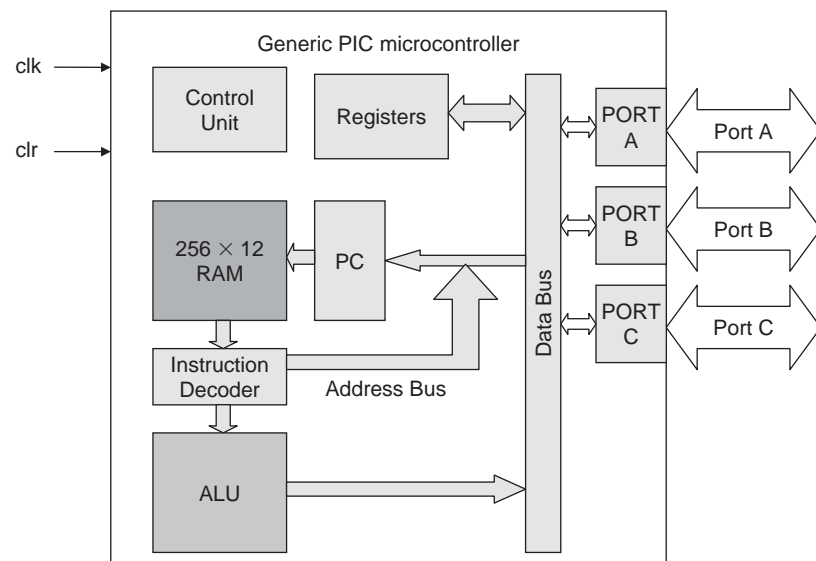 Generic PIC microcontroller
clk
clr
Control
Unit
Registers
PORT
A
Port A
256 × 12
RAM
PC
PORT
B
Port B
PORT
C
Port C
Data Bus
Instruction
Decoder
Address Bus
ALU